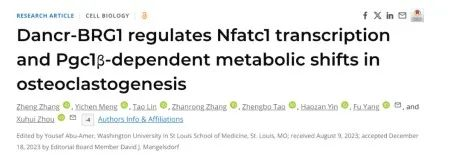 RESEARCH ARTICLE | CELL BIOLOGY |
Dancr-BRG1 regulates Nfatc1 transcription
and Pgc1β-dependent metabolic shifts in
osteoclastogenesis
Zheng Zhang, Yichen Meng, Tao Lin, Zhanrong Zhang, Zhengbo Tao, Haozan Yin, Fu Yang, and
Xuhui Zhou +4 Authors Info & Affiliations
Edited by Yousef Abu-Amer, Washington University in St Louis School of Medicine, St. Louis, MO; received August 9, 2023; accepted December
18, 2023 by Editorial Board Member David J. Mangelsdorf